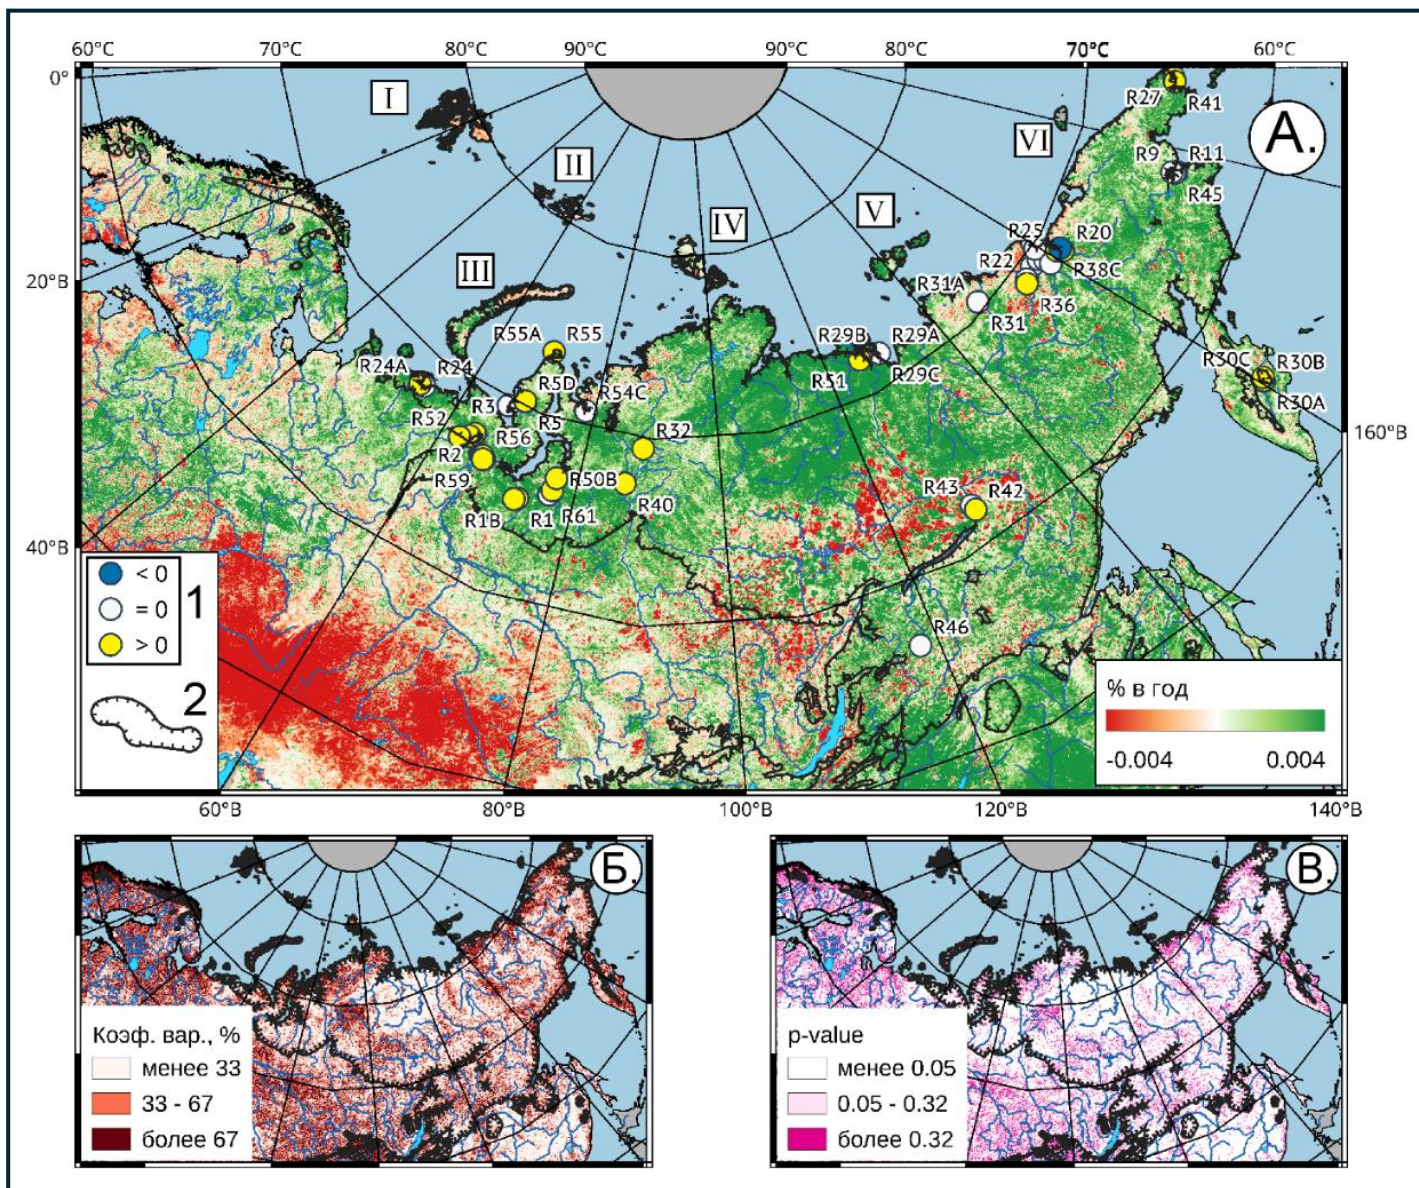 60°С 70°С 80°С 90°С 90°С 80°С 70°С 60°С
0°
I
R27
R41
VI
А.
II
R9
R11
IV
V
R45
R25
R20
III
R22
R38C
20°В
R31A
R31
R36
R55A
R55
R29B
R29A
R24A
R24
R5D
R54C
R51
R29C
R30C
R30B
R30A
R3
R52
R5
R32
160°В
R56
R2
R59
R50B
R43
R42
R1B
R1
R61
R40
40°В
< 0
= 0
> 0
1
R46
2
% в год
-0.004 0.004
60°В 80°В 100°В 120°В 140°В
Б.
Коэф. вар., %
менее 33
33 - 67
более 67
В.
p-value
менее 0.05
0.05 - 0.32
более 0.32